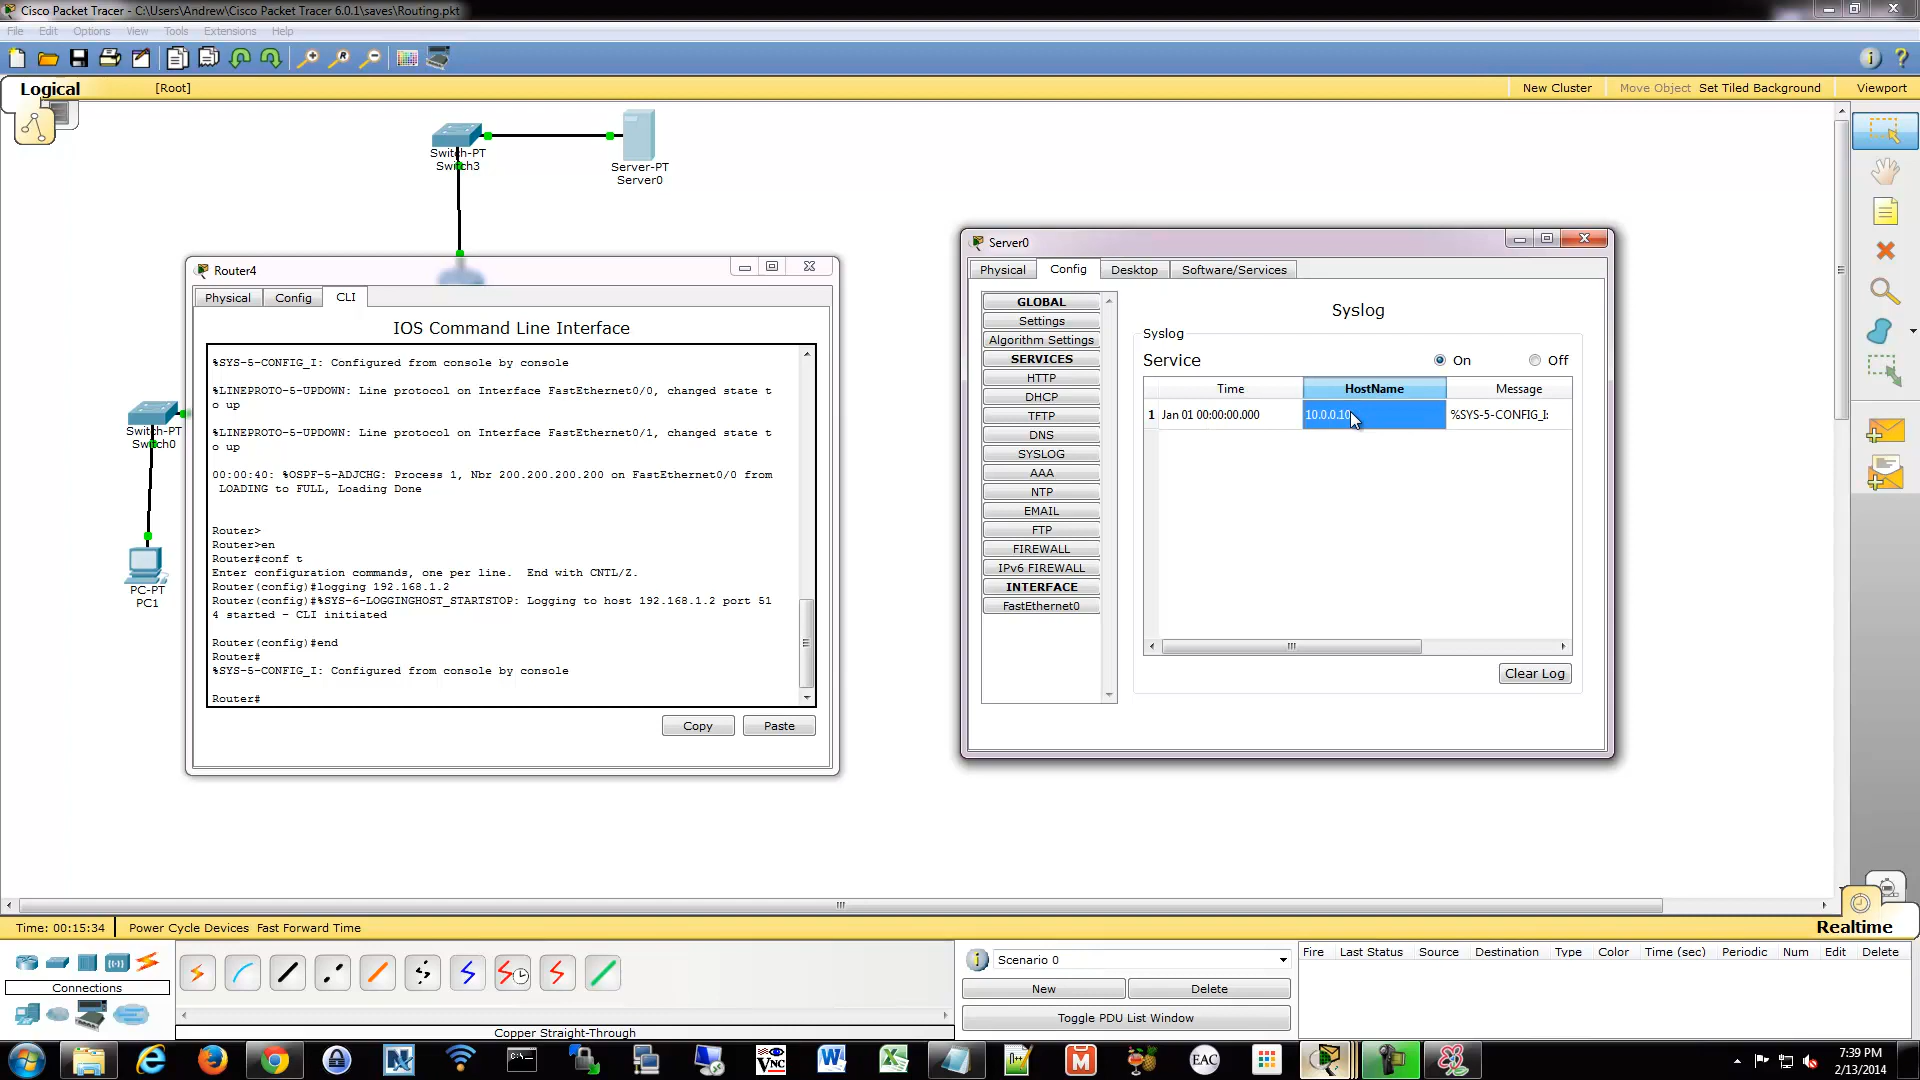 Cisco Packet Tracer - C:\Users\Andrew\Cisco Packet Tracer 6.0.1\saves\Routing.pkt
File Edit Options View Tools Extensions Help
Logical [Root] New Cluster Move Object Set Tiled Background Viewport
Switch-PT
Switch3
Server-PT
Server0
Switch-PT
Switch0
PC-PT
PC1
Router4
Physical Config CLI
IOS Command Line Interface
%SYS-5-CONFIG_I: Configured from console by console
%LINEPROTO-5-UPDOWN: Line protocol on Interface FastEthernet0/0, changed state t
o up
%LINEPROTO-5-UPDOWN: Line protocol on Interface FastEthernet0/1, changed state t
o up
00:00:40: %OSPF-5-ADJCHG: Process 1, Nbr 200.200.200.200 on FastEthernet0/0 from
LOADING to FULL, Loading Done
Router>
Router>en
Router#conf t
Enter configuration commands, one per line.  End with CNTL/Z.
Router(config)#logging 192.168.1.2
Router(config)#%SYS-6-LOGGINGHOST_STARTSTOP: Logging to host 192.168.1.2 port 51
4 started - CLI initiated
Router(config)#end
Router#
%SYS-5-CONFIG_I: Configured from console by console
Router#
Copy Paste
Server0
Physical Config Desktop Software/Services
GLOBAL
Settings
Algorithm Settings
SERVICES
HTTP
DHCP
TFTP
DNS
SYSLOG
AAA
NTP
EMAIL
FTP
FIREWALL
IPv6 FIREWALL
INTERFACE
FastEthernet0
Syslog
Syslog
Service On Off
Time HostName Message
1 Jan 01 00:00:00.000 10.0.0.10 %SYS-5-CONFIG_I:
Clear Log
Time: 00:15:34 Power Cycle Devices Fast Forward Time Realtime
Connections
Copper Straight-Through
Scenario 0
New Delete
Toggle PDU List Window
Fire Last Status Source Destination Type Color Time (sec) Periodic Num Edit Delete
VNC
EAC
7:39 PM
2/13/2014